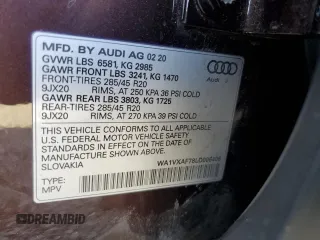 MFD. BY AUDI AG 02 20
GVWR LBS 6581, KG 2985
GAWR FRONT LBS 3241, KG 1470
FRONT-TIRES 285/45 R20
9JX20 RIMS, AT 250 KPA 36 PSI COLD
GAWR REAR LBS 3803, KG 1725
REAR-TIRES 285/45 R20
9JX20 RIMS, AT 270 KPA 39 PSI COLD
Audi
THIS VEHICLE CONFORMS TO ALL APPLICABLE
U.S. FEDERAL MOTOR VEHICLE SAFETY STANDARDS
IN EFFECT ON THE DATE OF MANUFACTURE
SHOWN ABOVE.
SLOVAKIA
TYPE:
MPV
DREAMBID